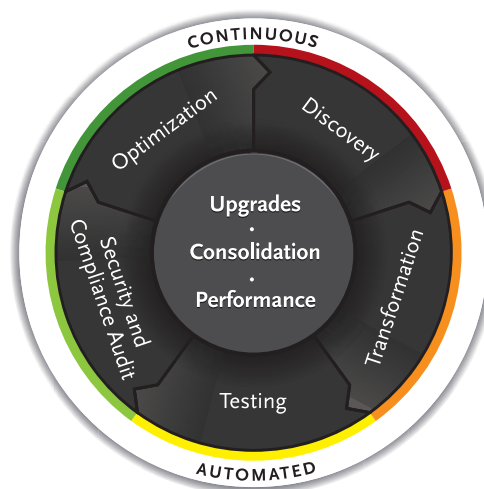 CONTINUOUS
Discovery
Transformation
Testing
Security and
Compliance Audit
Optimization
Upgrades
·
Consolidation
·
Performance
AUTOMATED